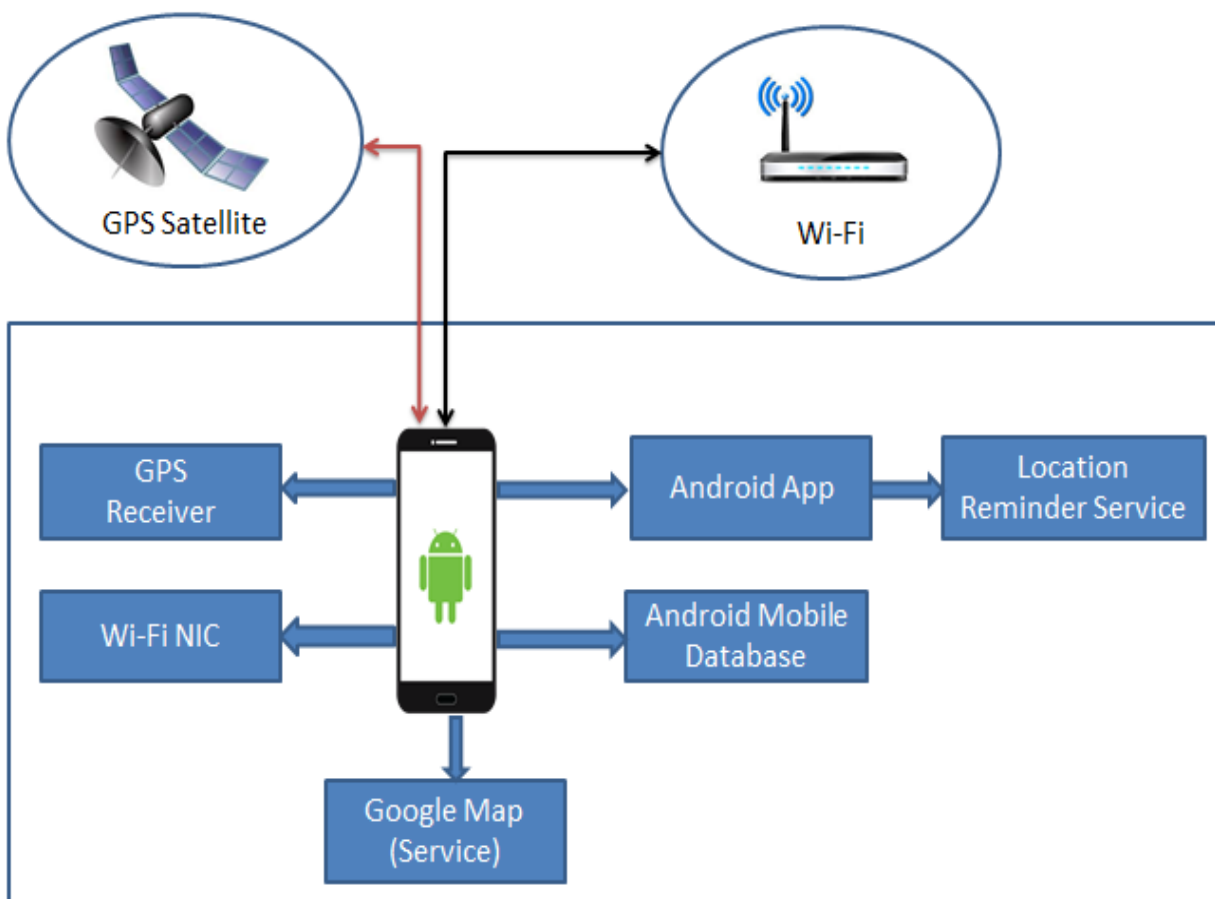 GPS Satellite
Wi-Fi
GPS
Receiver
Android App
Location
Reminder Service
Wi-Fi NIC
Android Mobile
Database
Google Map
(Service)